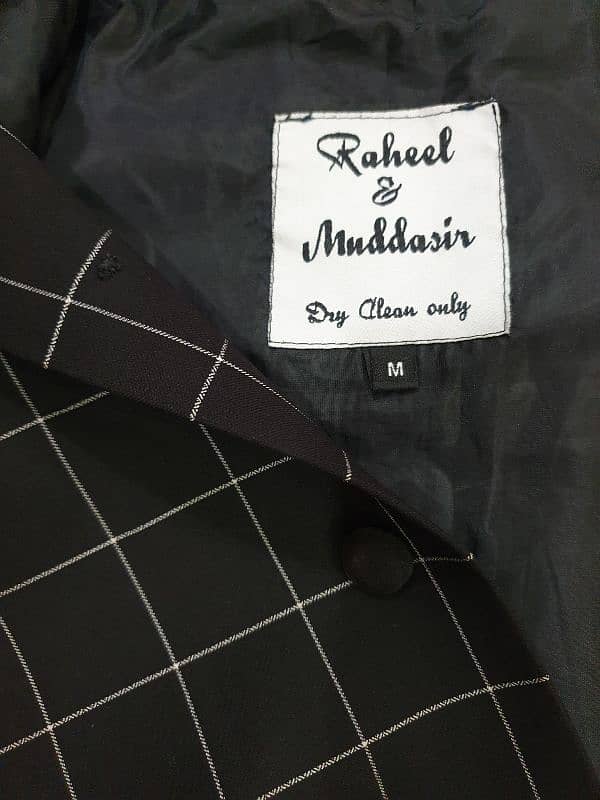 Raheel
&
Muddasir
Dry Clean only
M